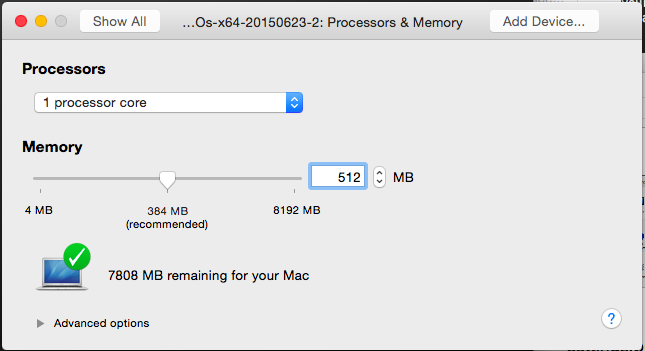 Show All
...Os-x64-20150623-2: Processors & Memory
Add Device...
Processors
1 processor core
Memory
512 MB
4 MB
384 MB
(recommended)
8192 MB
7808 MB remaining for your Mac
Advanced options
?